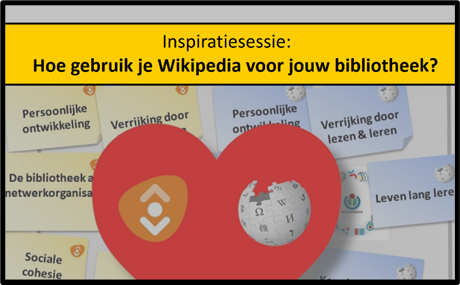 Inspiratiesessie:
Hoe gebruik je Wikipedia voor jouw bibliotheek?
Persoonlijke
ontwikkeling
Verrijking door
Persoonlijke
ontwikkeling
Verrijking door
lezen & leren
De bibliotheek a
netwerkorganisa
Leven lang lere
Sociale
cohesie